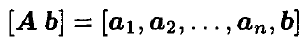 [A b] = [a₁, a₂, . . . , aₙ, b]